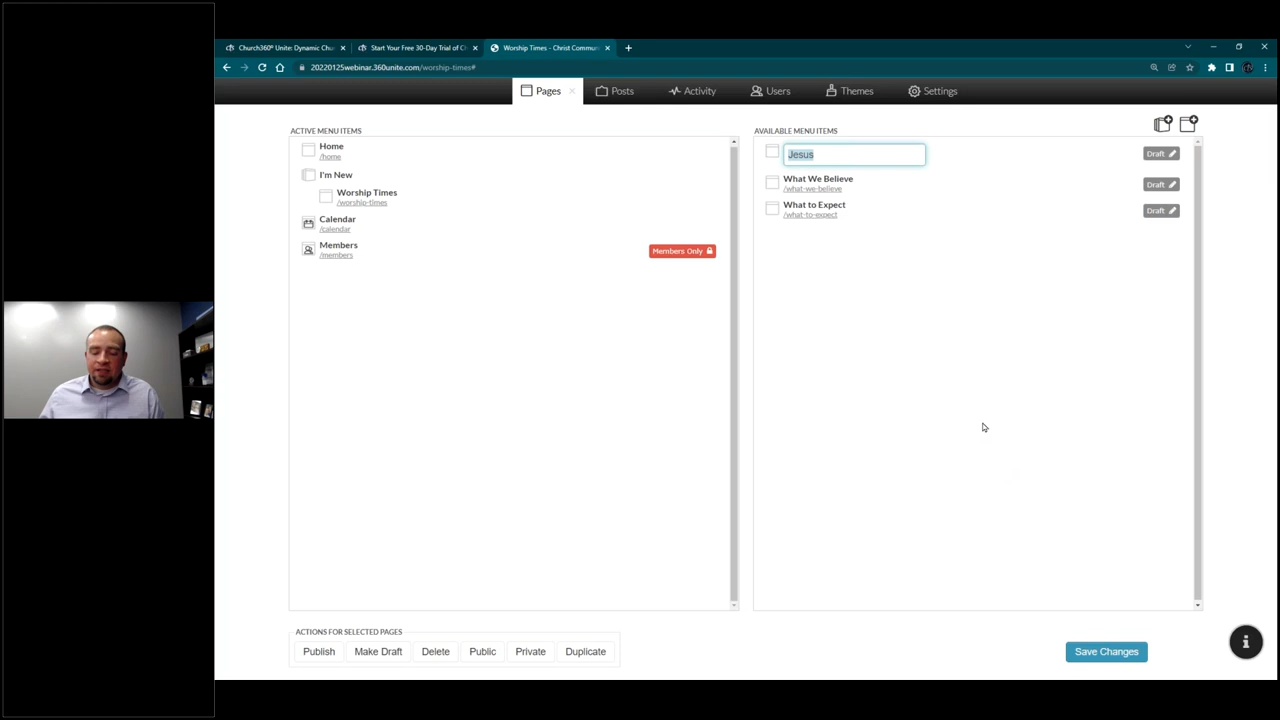 Church360° Unite: Dynamic Chu
Start Your Free 30-Day Trial of Ch
Worship Times - Christ Commun
20220125webinar.360unite.com/worship-times#
Pages
Posts
Activity
Users
Themes
Settings
ACTIVE MENU ITEMS
Home
/home
I'm New
Worship Times
/worship-times
Calendar
/calendar
Members
/members
Members Only
AVAILABLE MENU ITEMS
Jesus
Draft
What We Believe
/what-we-believe
Draft
What to Expect
/what-to-expect
Draft
ACTIONS FOR SELECTED PAGES
Publish
Make Draft
Delete
Public
Private
Duplicate
Save Changes
i